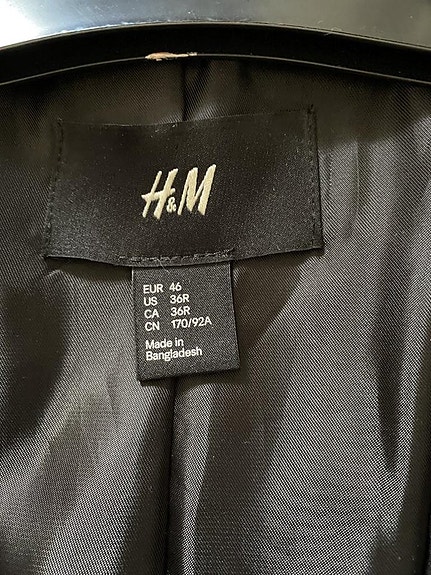 H&M
EUR 46
US 36R
CA 36R
CN 170/92A
Made in
Bangladesh